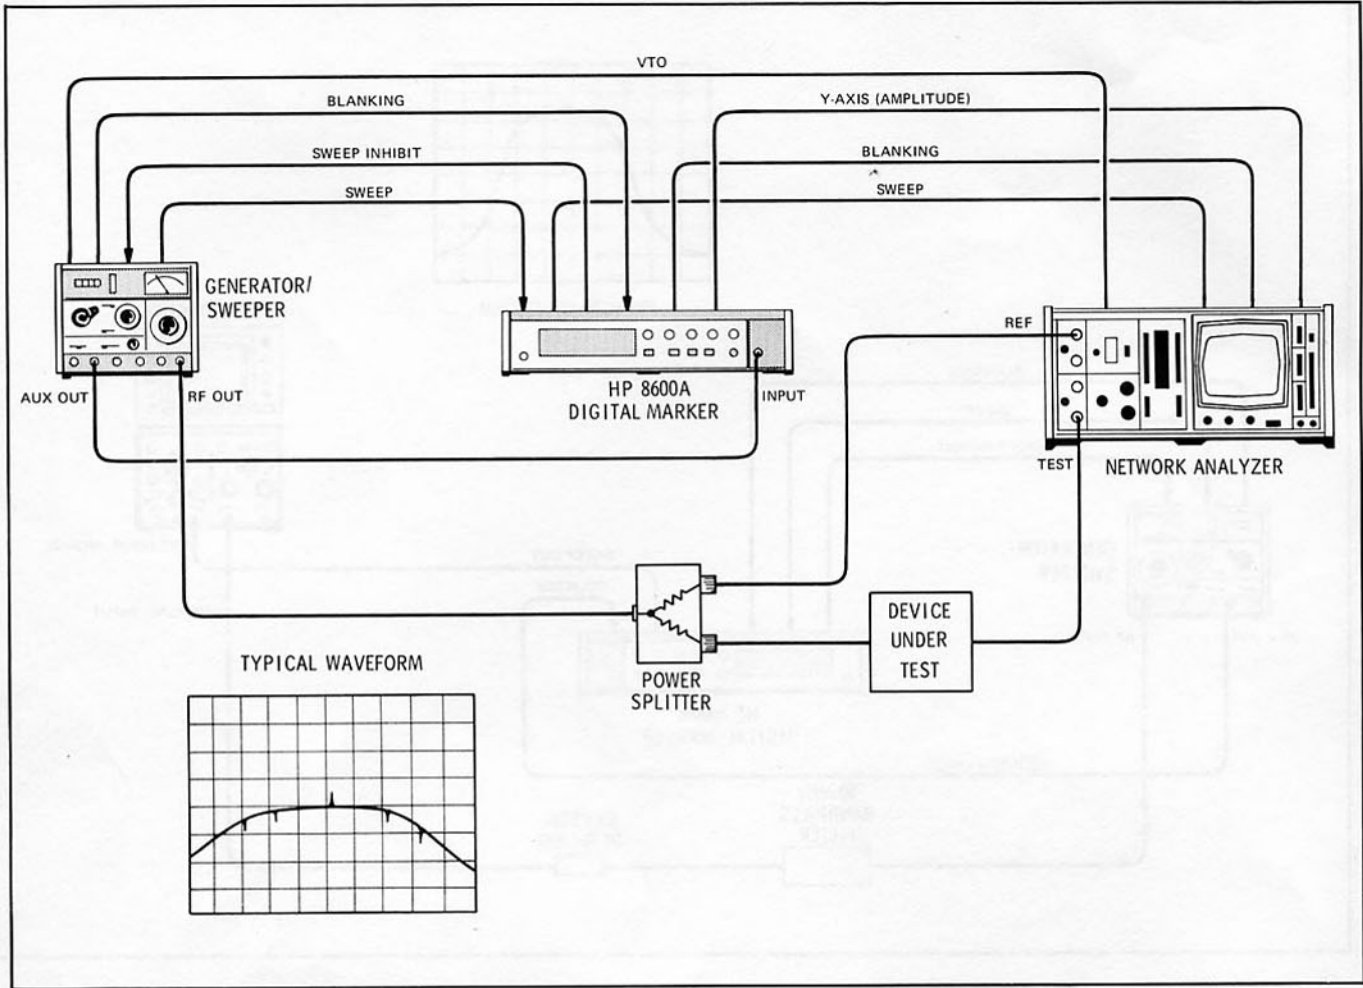 VTO
BLANKING
Y-AXIS (AMPLITUDE)
SWEEP INHIBIT
BLANKING
SWEEP
SWEEP
GENERATOR/
SWEEPER
REF
AUX OUT
RF OUT
HP 8600A
DIGITAL MARKER
INPUT
TEST
NETWORK ANALYZER
DEVICE
UNDER
TEST
TYPICAL WAVEFORM
POWER
SPLITTER